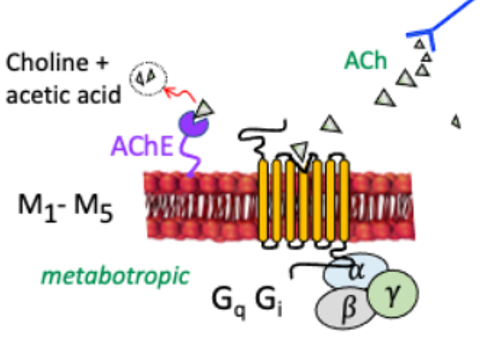 Choline +
acetic acid
ACh
AChE
M₁- M₅
metabotropic
Gq Gᵢ
α
β
γ